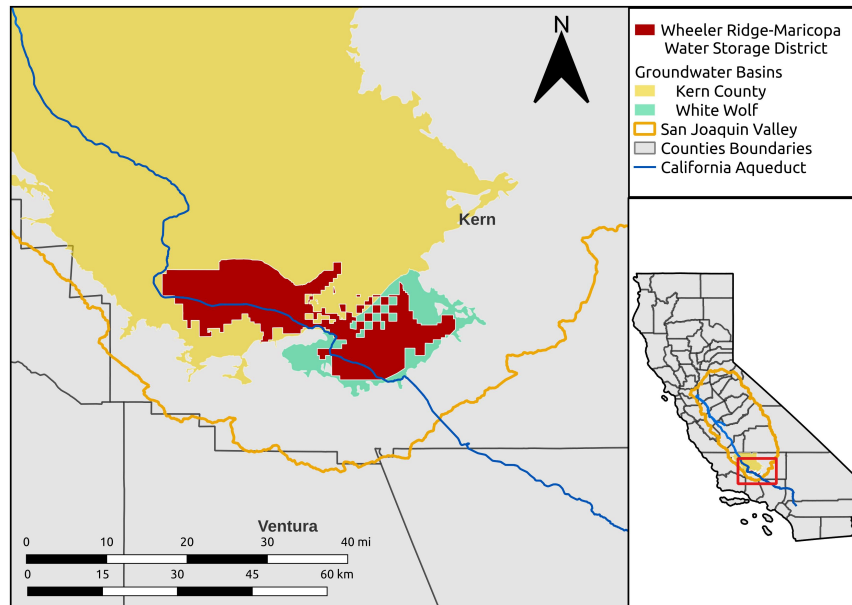 N
Wheeler Ridge-Maricopa
Water Storage District
Groundwater Basins
Kern County
White Wolf
San Joaquin Valley
Counties Boundaries
California Aqueduct
Kern
Ventura
0 10 20 30 40 mi
0 15 30 45 60 km